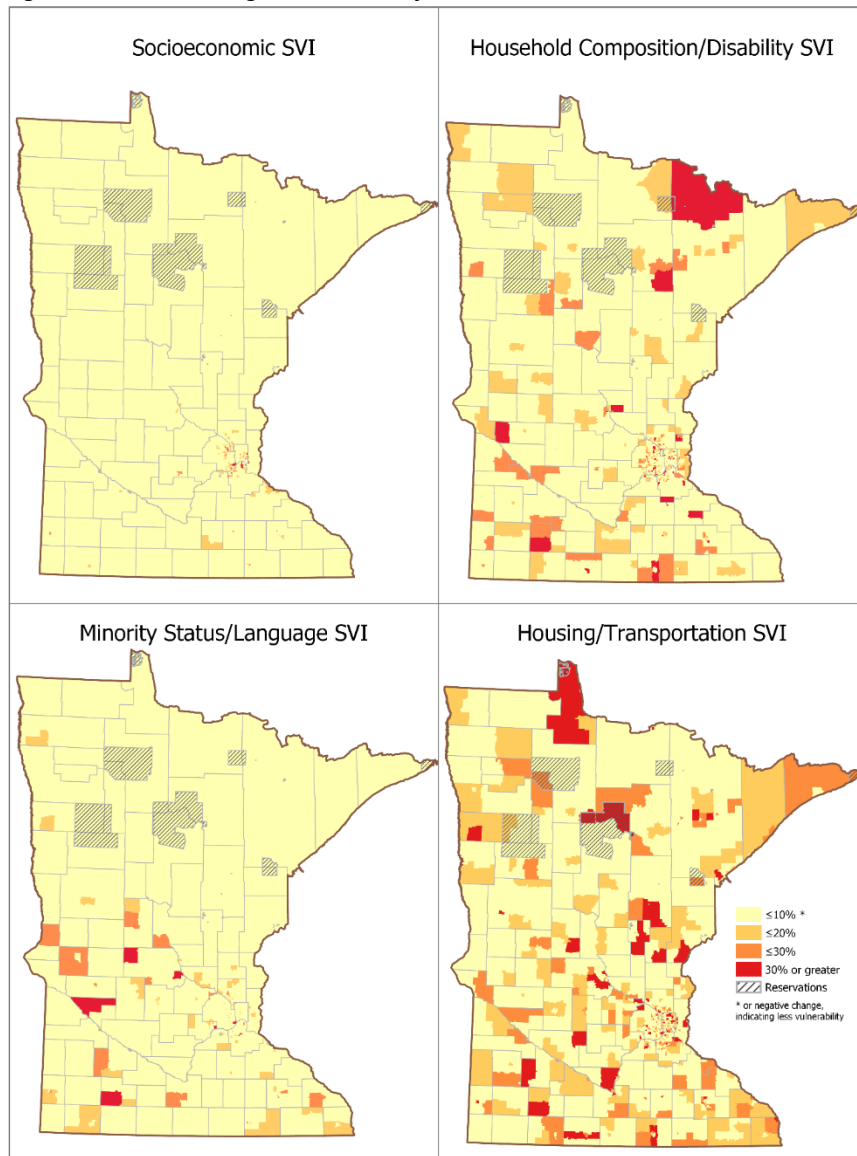 Socioeconomic SVI
Household Composition/Disability SVI
Minority Status/Language SVI
Housing/Transportation SVI
≤10% *
≤20%
≤30%
30% or greater
Reservations
* or negative change,
indicating less vulnerability